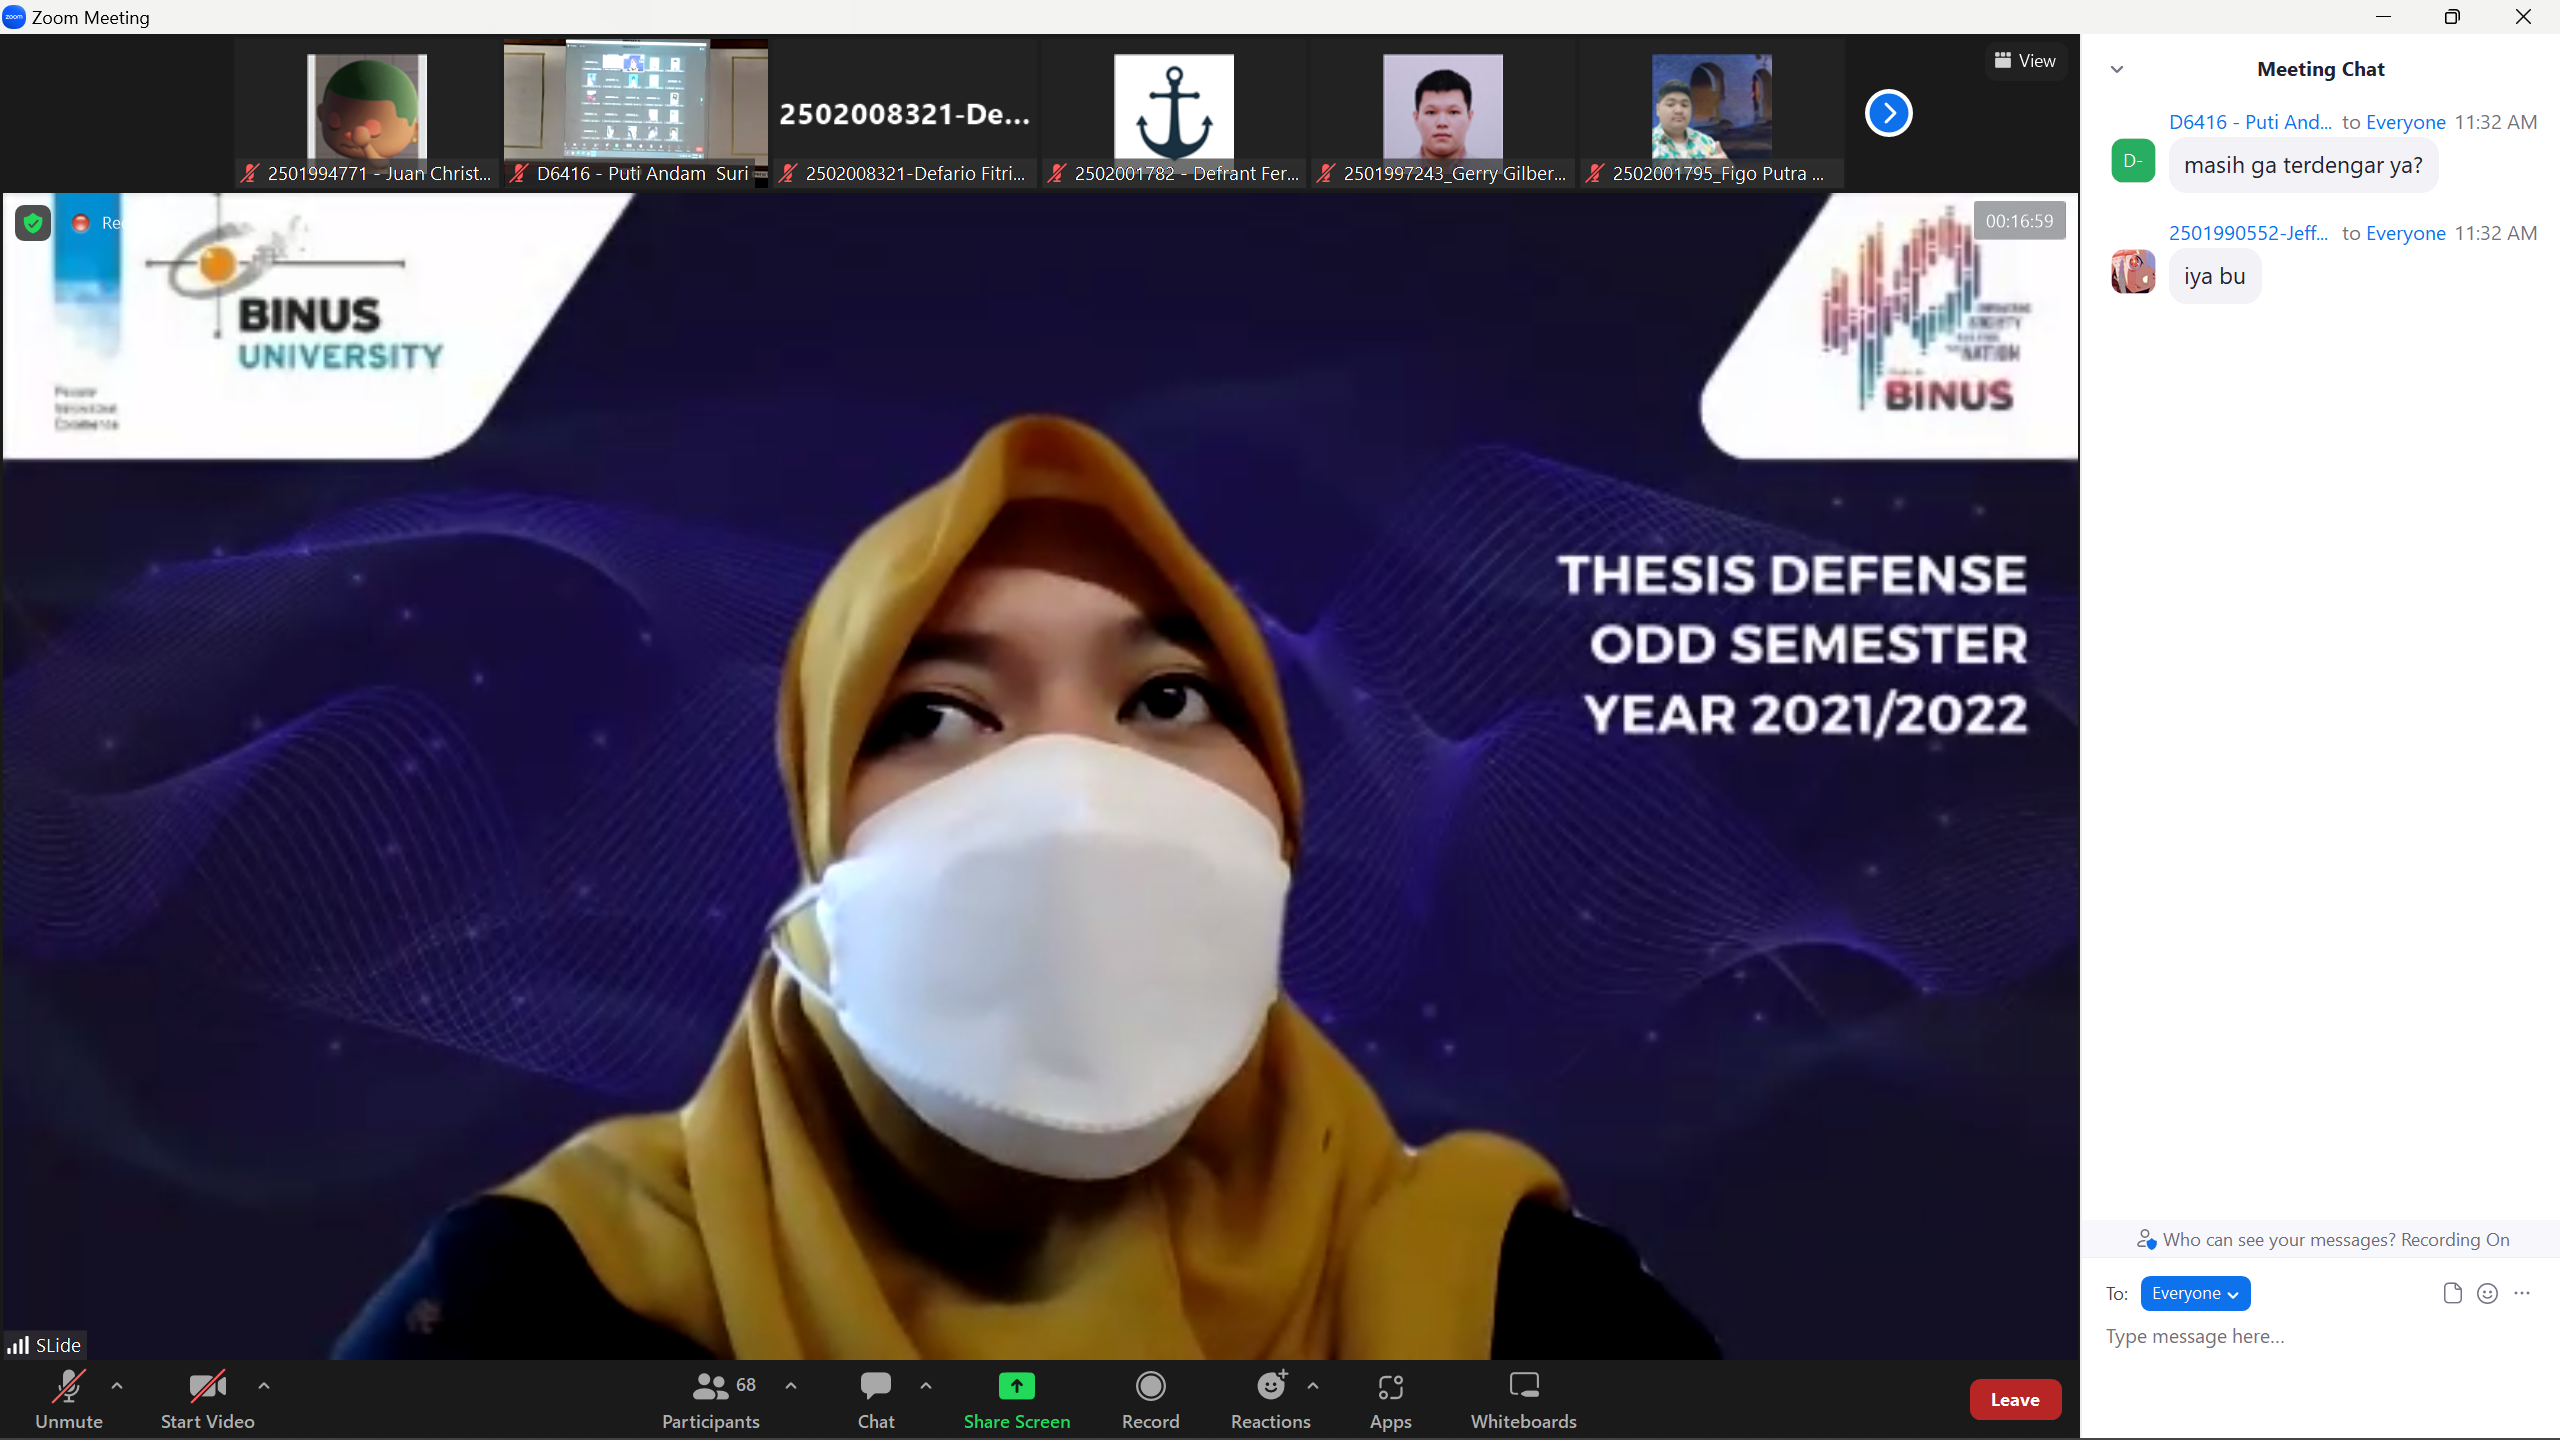 Zoom Meeting
View
2501994771 - Juan Christ...
D6416 - Puti Andam Suri
2502008321-De...
2502008321-Defario Fitri...
2502001782 - Defrant Fer...
2501997243_Gerry Gilber...
2502001795_Figo Putra ...
Re
00:16:59
BINUS
UNIVERSITY
NATION
BINUS
THESIS DEFENSE
ODD SEMESTER
YEAR 2021/2022
SLide
Unmute
Start Video
68
Participants
Chat
Share Screen
Record
Reactions
Apps
Whiteboards
Leave
Meeting Chat
D6416 - Puti And... to Everyone 11:32 AM
D-
masih ga terdengar ya?
2501990552-Jeff... to Everyone 11:32 AM
iya bu
Who can see your messages? Recording On
To: Everyone
Type message here...